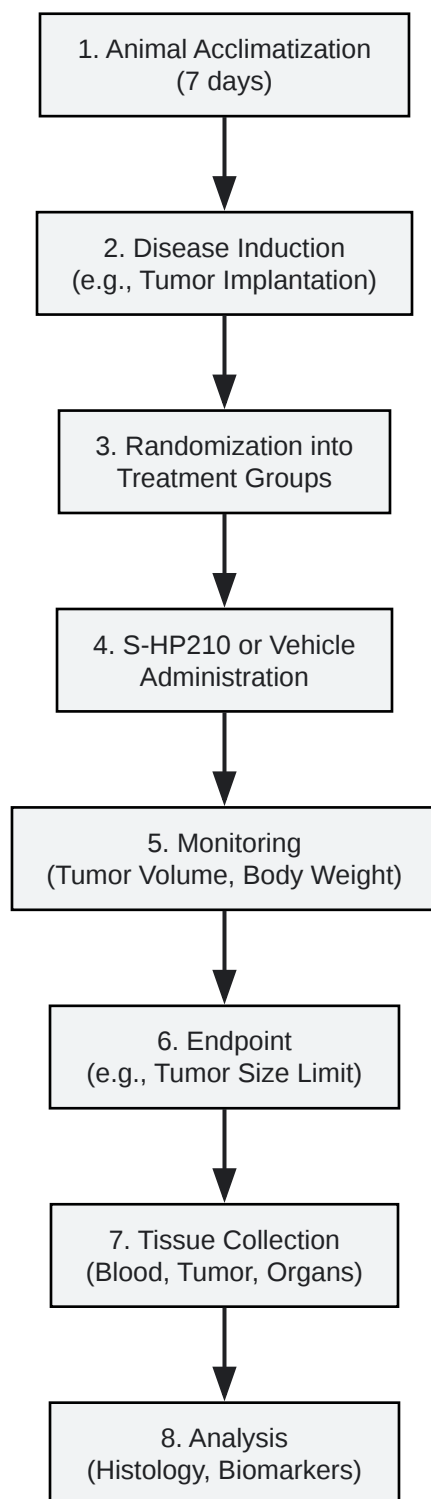 1. Animal Acclimatization
(7 days)
2. Disease Induction
(e.g., Tumor Implantation)
3. Randomization into
Treatment Groups
4. S-HP210 or Vehicle
Administration
5. Monitoring
(Tumor Volume, Body Weight)
6. Endpoint
(e.g., Tumor Size Limit)
7. Tissue Collection
(Blood, Tumor, Organs)
8. Analysis
(Histology, Biomarkers)